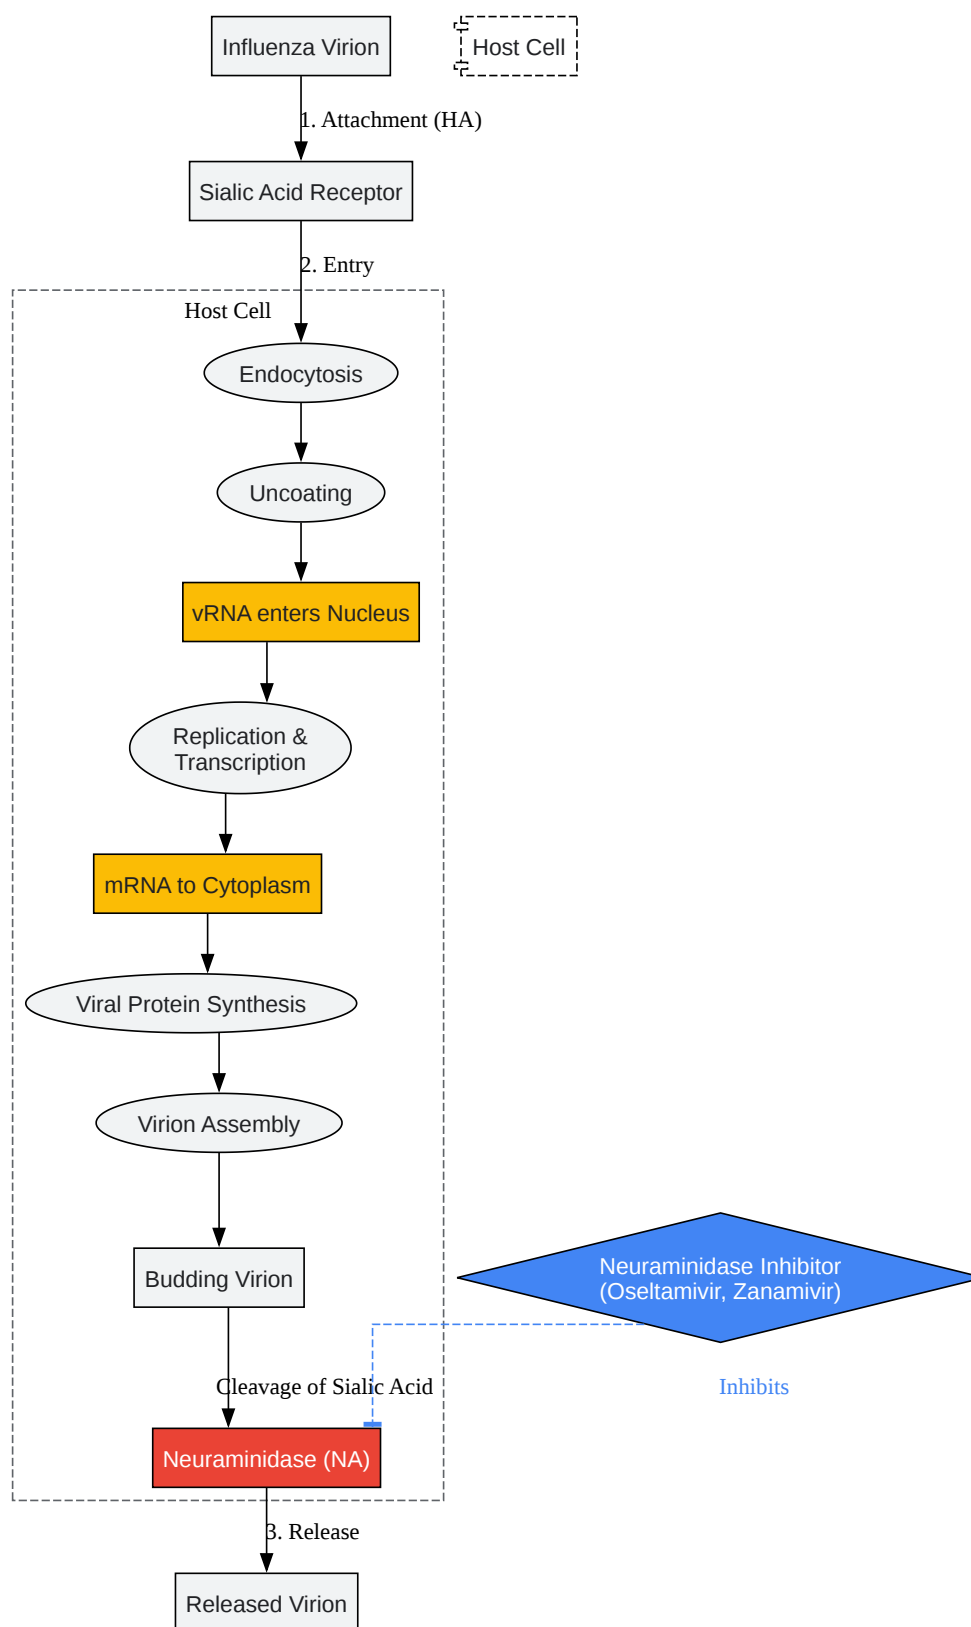 Influenza Virion
Host Cell
1. Attachment (HA)
Sialic Acid Receptor
2. Entry
Host Cell
Endocytosis
Uncoating
vRNA enters Nucleus
Replication &
Transcription
mRNA to Cytoplasm
Viral Protein Synthesis
Virion Assembly
Budding Virion
Neuraminidase Inhibitor
(Oseltamivir, Zanamivir)
Cleavage of Sialic Acid
Inhibits
Neuraminidase (NA)
3. Release
Released Virion